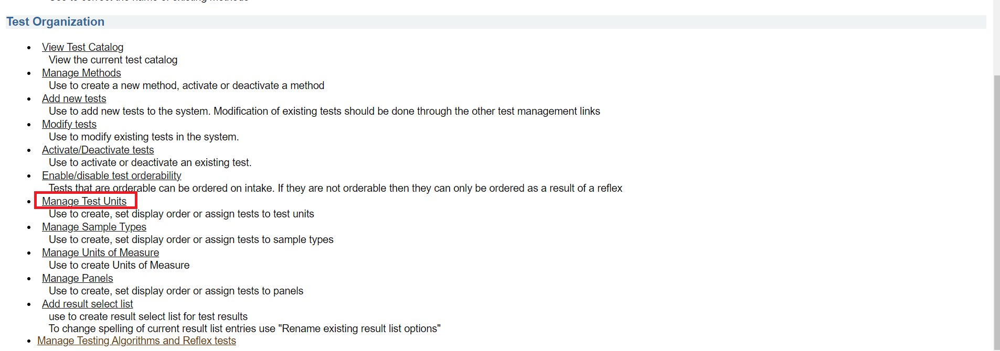 Use to correct the name of existing methods
Test Organization
View Test Catalog
View the current test catalog
Manage Methods
Use to create a new method, activate or deactivate a method
Add new tests
Use to add new tests to the system. Modification of existing tests should be done through the other test management links
Modify tests
Use to modify existing tests in the system.
Activate/Deactivate tests
Use to activate or deactivate an existing test.
Enable/disable test orderability
Tests that are orderable can be ordered on intake. If they are not orderable then they can only be ordered as a result of a reflex
Manage Test Units
Use to create, set display order or assign tests to test units
Manage Sample Types
Use to create, set display order or assign tests to sample types
Manage Units of Measure
Use to create Units of Measure
Manage Panels
Use to create, set display order or assign tests to panels
Add result select list
use to create result select list for test results
To change spelling of current result list entries use "Rename existing result list options"
Manage Testing Algorithms and Reflex tests